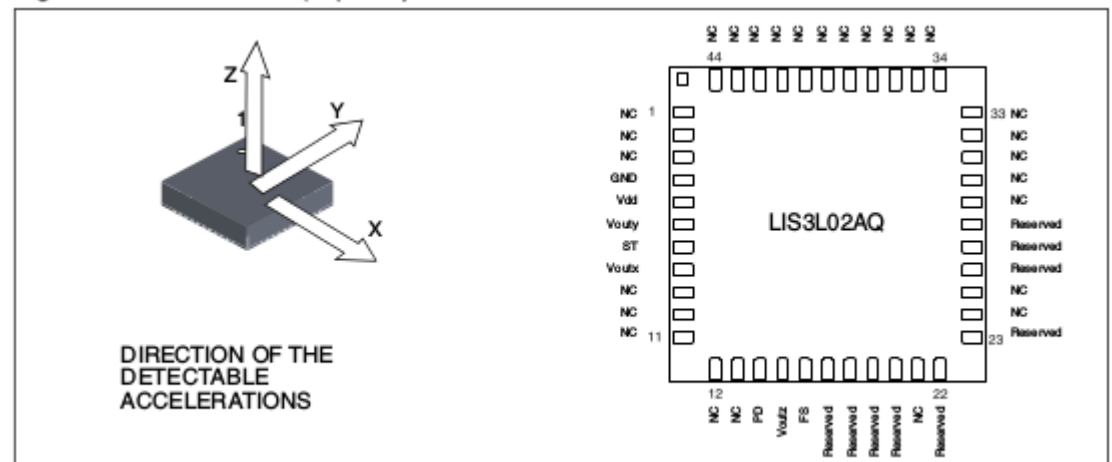 Z
1
Y
X
DIRECTION OF THE
DETECTABLE
ACCELERATIONS
NC NC NC NC NC NC NC NC NC NC NC
44 34
NC 1
NC
NC
GND
Vdd
Vouty
ST
Voutx
NC
NC
NC 11
LIS3L02AQ
33 NC
NC
NC
NC
NC
Reserved
Reserved
Reserved
NC
NC
23 Reserved
12 22
NC NC PD Voutz FS Reserved Reserved Reserved Reserved NC Reserved